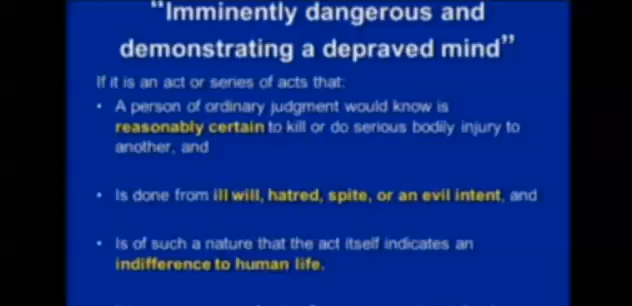 “Imminently dangerous and
demonstrating a depraved mind”
If it is an act or series of acts that:
• A person of ordinary judgment would know is
reasonably certain to kill or do serious bodily injury to
another, and
• Is done from ill will, hatred, spite, or an evil intent, and
• Is of such a nature that the act itself indicates an
indifference to human life.